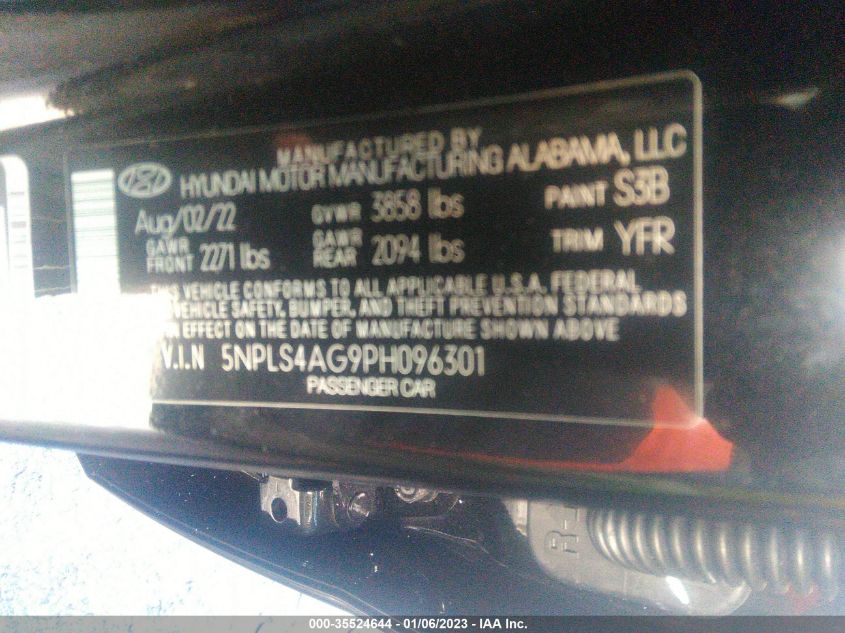 MANUFACTURED BY
HYUNDAI MOTOR MANUFACTURING ALABAMA, LLC
Aug/02/22 GVWR 3858 lbs PAINT S3B
GAWR FRONT 2271 lbs GAWR REAR 2094 lbs TRIM YFR
THIS VEHICLE CONFORMS TO ALL APPLICABLE U.S.A. FEDERAL
VEHICLE SAFETY, BUMPER, AND THEFT PREVENTION STANDARDS
IN EFFECT ON THE DATE OF MANUFACTURE SHOWN ABOVE
V.I.N 5NPLS4AG9PH096301
PASSENGER CAR
000-35524644 - 01/06/2023 - IAA Inc.